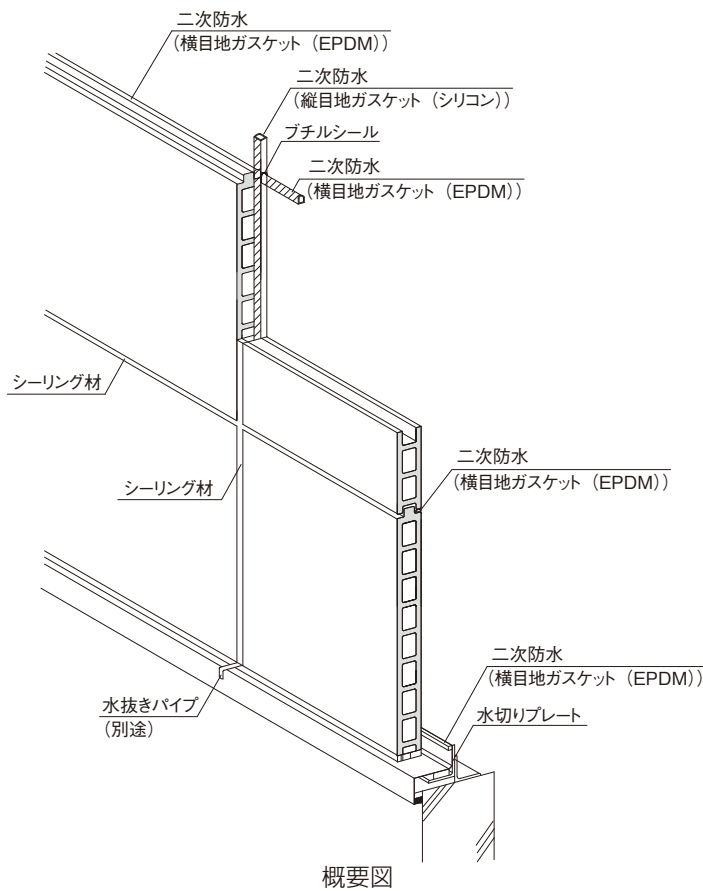 二次防水
(横目地ガスケット (EPDM))
二次防水
(縦目地ガスケット (シリコン))
ブチルシール
二次防水
(横目地ガスケット (EPDM))
シーリング材
二次防水
(横目地ガスケット (EPDM))
シーリング材
二次防水
(横目地ガスケット (EPDM))
水抜きパイプ
(別途)
水切りプレート
概要図